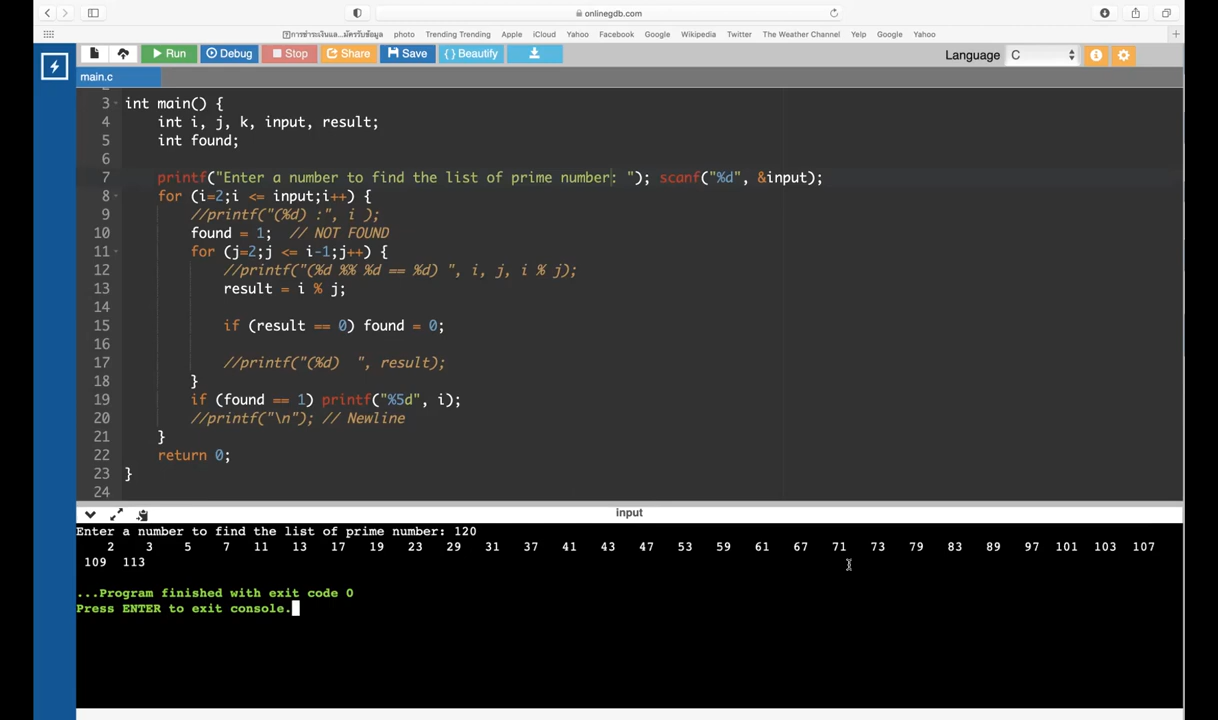 onlinegdb.com
photo Trending Trending Apple iCloud Yahoo Facebook Google Wikipedia Twitter The Weather Channel Yelp Google Yahoo
Run Debug Stop Share Save { } Beautify
Language C
main.c
3 int main() {
4 int i, j, k, input, result;
5 int found;
6
7 printf("Enter a number to find the list of prime number: "); scanf("%d", &input);
8 for (i=2;i <= input;i++) {
9 //printf("(%d) :", i );
10 found = 1; // NOT FOUND
11 for (j=2;j <= i-1;j++) {
12 //printf("(%d %% %d == %d) ", i, j, i % j);
13 result = i % j;
14
15 if (result == 0) found = 0;
16
17 //printf("(%d)  ", result);
18 }
19 if (found == 1) printf("%5d", i);
20 //printf("\n"); // Newline
21 }
22 return 0;
23 }
24
input
Enter a number to find the list of prime number: 120
2 3 5 7 11 13 17 19 23 29 31 37 41 43 47 53 59 61 67 71 73 79 83 89 97 101 103 107
109 113
...Program finished with exit code 0
Press ENTER to exit console.